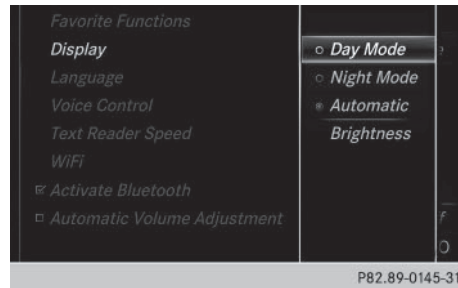 Favorite Functions
Display
Language
Voice Control
Text Reader Speed
WiFi
Activate Bluetooth
Automatic Volume Adjustment
Day Mode
Night Mode
Automatic
Brightness
P82.89-0145-31